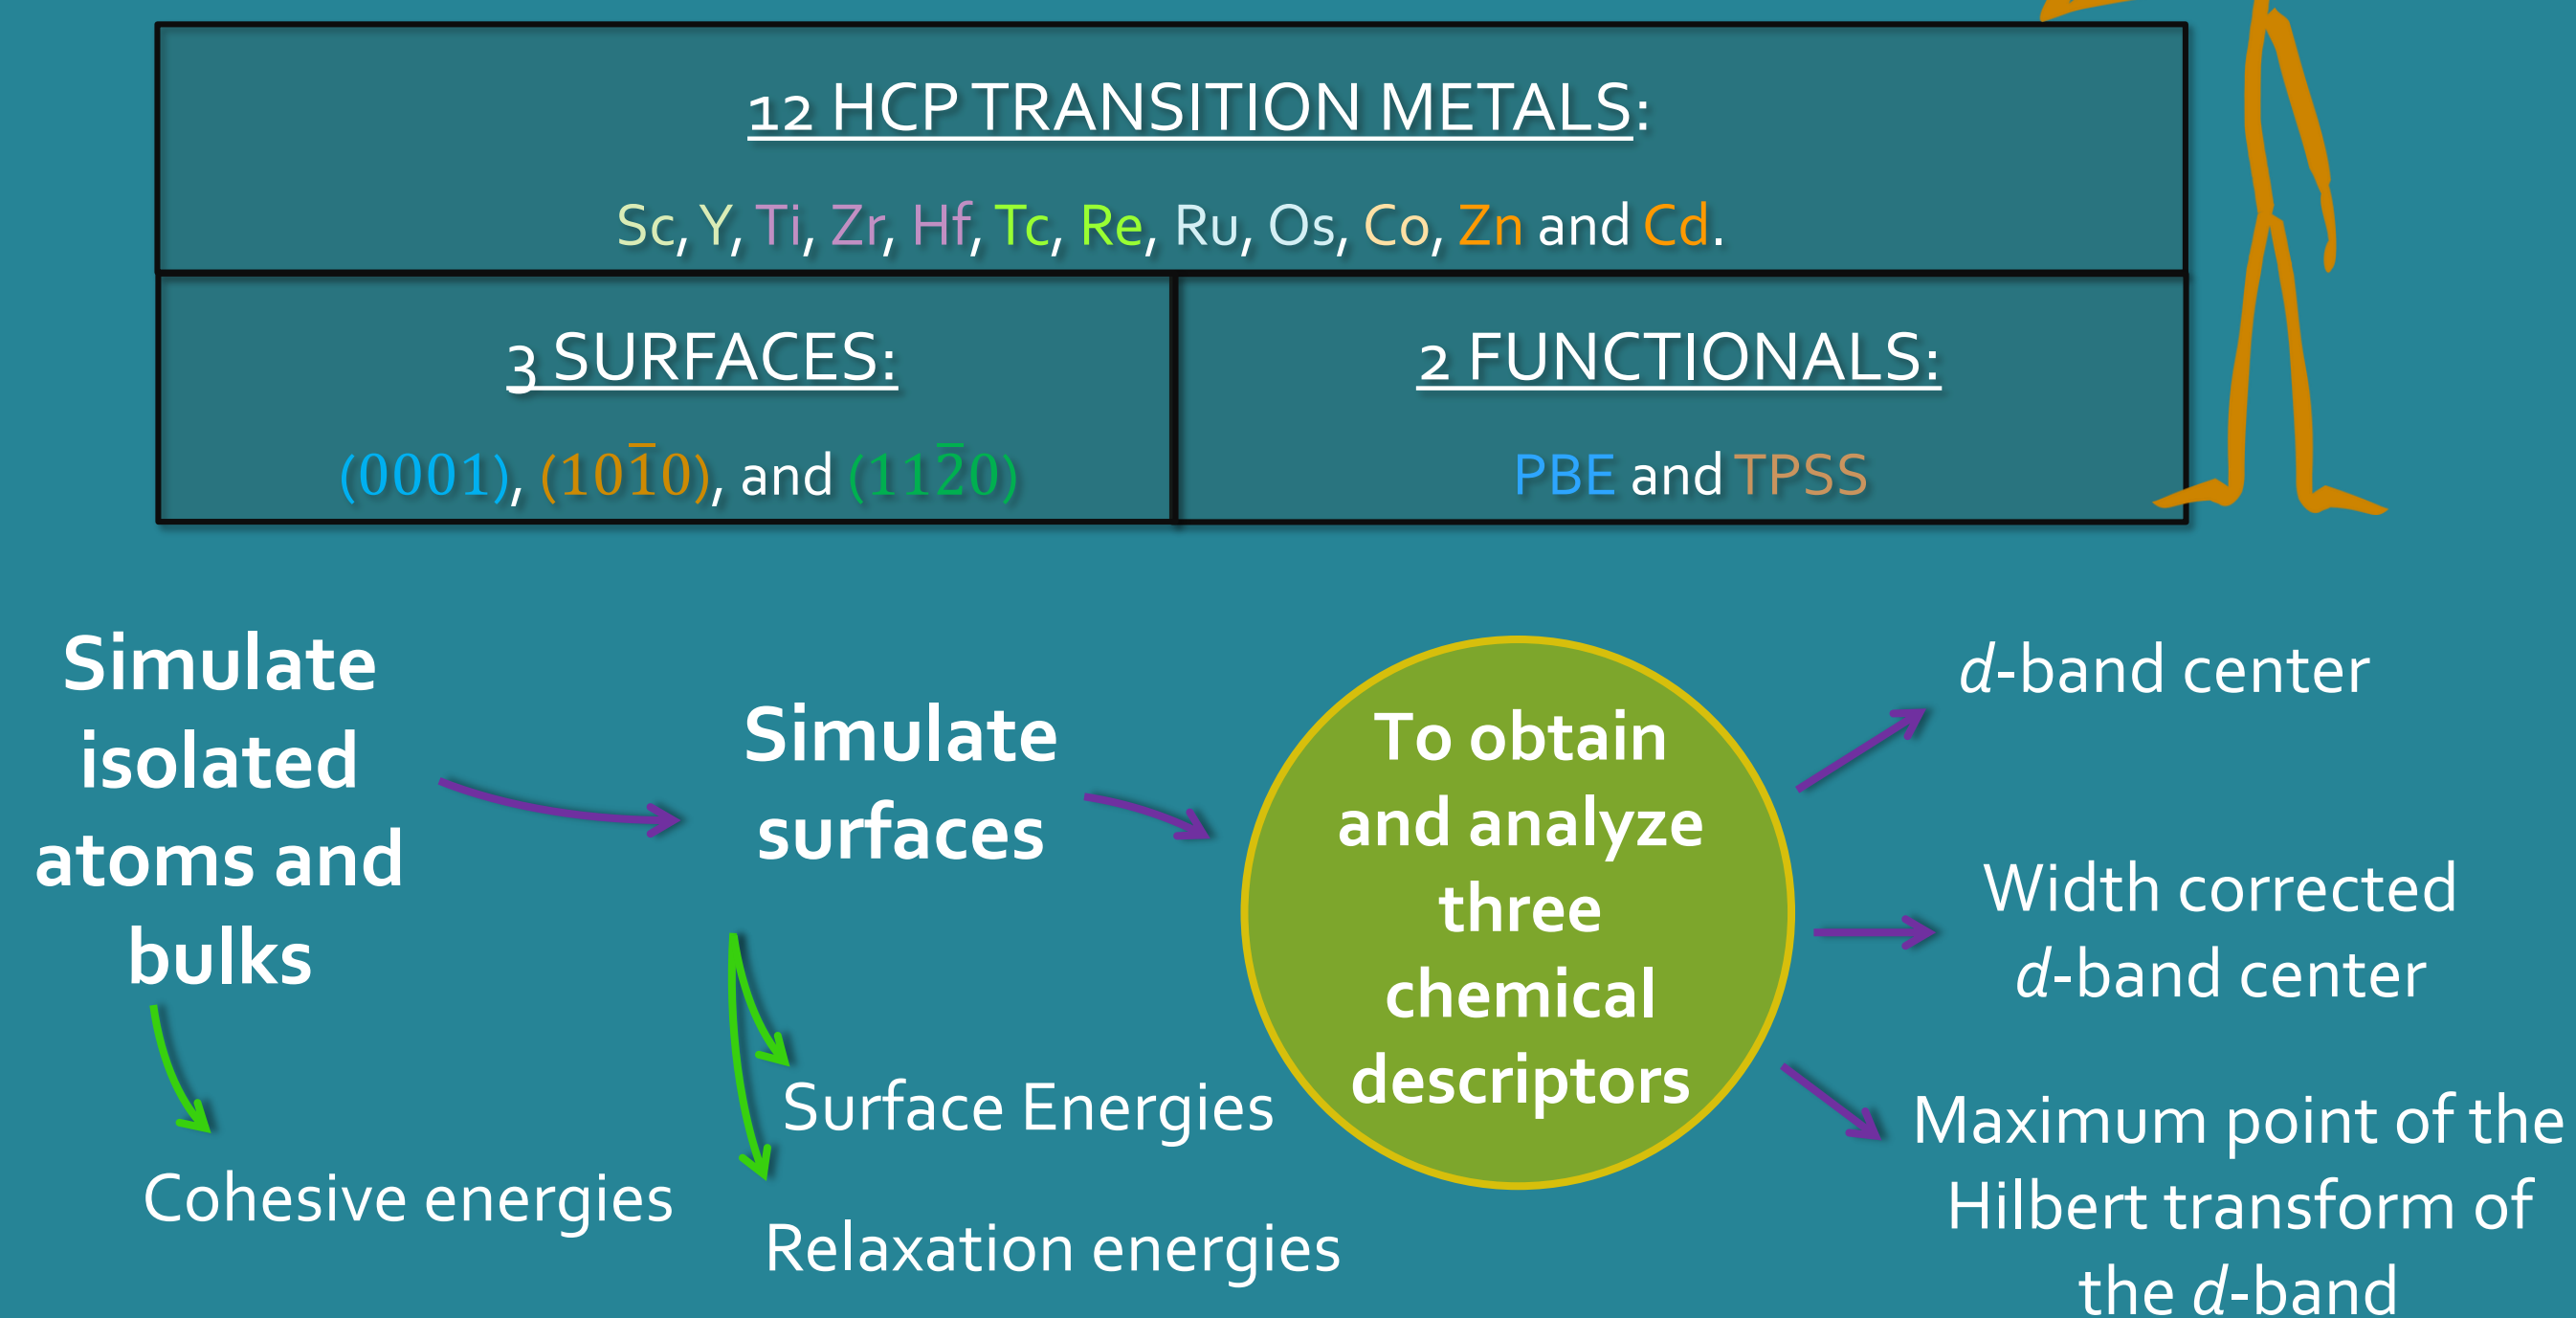 12 HCP TRANSITION METALS:
Sc, Y, Ti, Zr, Hf, Tc, Re, Ru, Os, Co, Zn and Cd.
3 SURFACES:
(0001), (101̅0), and (112̅0)
2 FUNCTIONALS:
PBE and TPSS
Simulate
isolated
atoms and
bulks
Cohesive energies
Simulate
surfaces
Surface Energies
Relaxation energies
To obtain
and analyze
three
chemical
descriptors
d-band center
Width corrected
d-band center
Maximum point of the
Hilbert transform of
the d-band